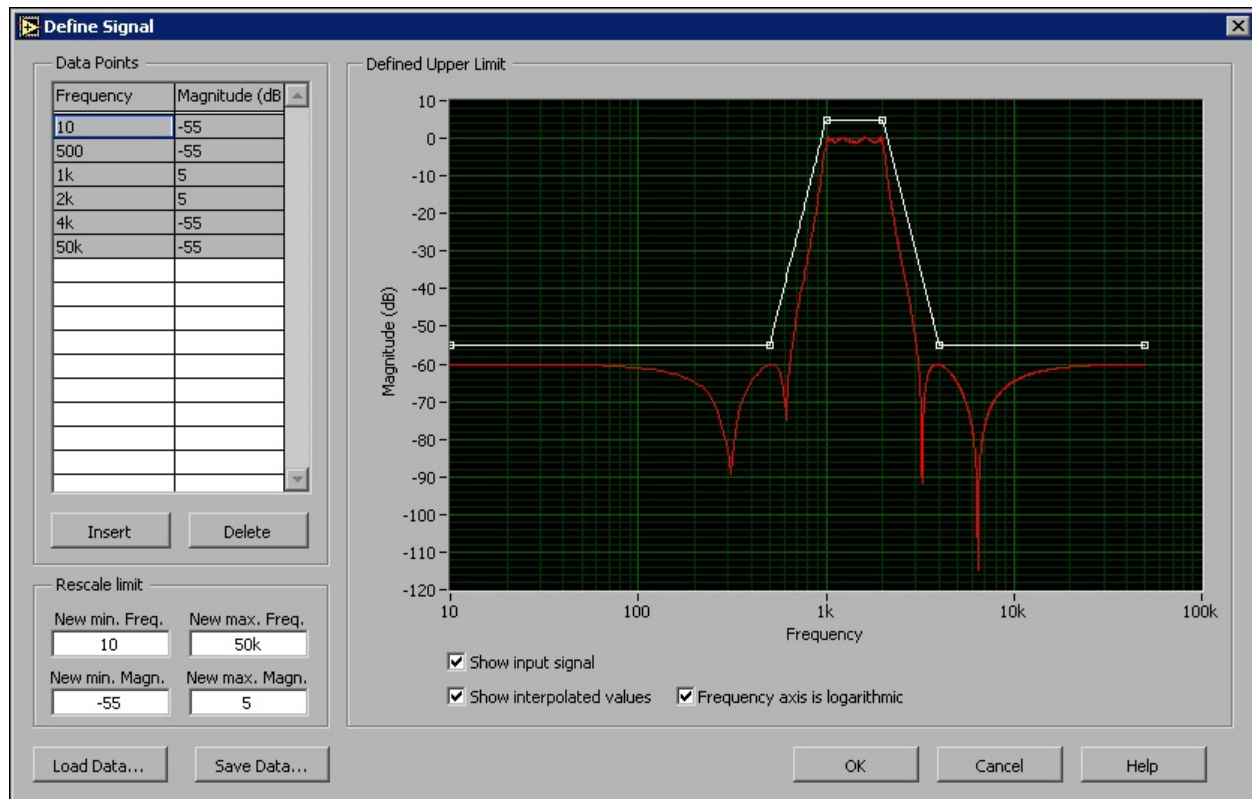 Define Signal
Data Points
Frequency Magnitude (dB
10 -55
500 -55
1k 5
2k 5
4k -55
50k -55
Insert Delete
Rescale limit
New min. Freq. New max. Freq.
10 50k
New min. Magn. New max. Magn.
-55 5
Load Data... Save Data...
Defined Upper Limit
Magnitude (dB)
10
0
-10
-20
-30
-40
-50
-60
-70
-80
-90
-100
-110
-120
10 100 1k 10k 100k
Frequency
Show input signal
Show interpolated values Frequency axis is logarithmic
OK Cancel Help